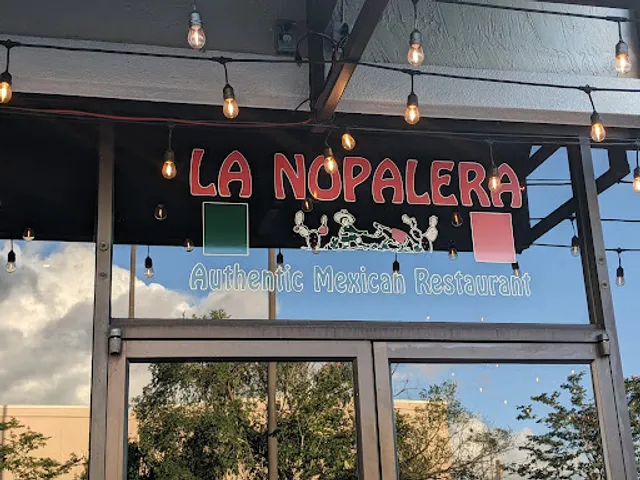 LA NOPALERA
Authentic Mexican Restaurant